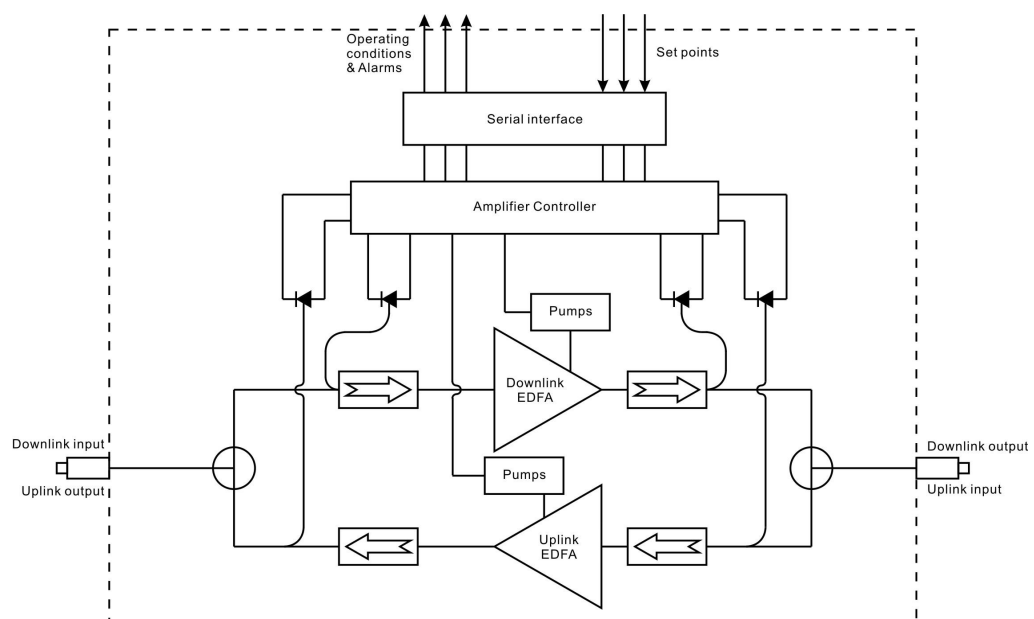 Operating
conditions
& Alarms
Set points
Serial interface
Amplifier Controller
Pumps
Downlink
EDFA
Downlink input
Uplink output
Downlink output
Uplink input
Pumps
Uplink
EDFA